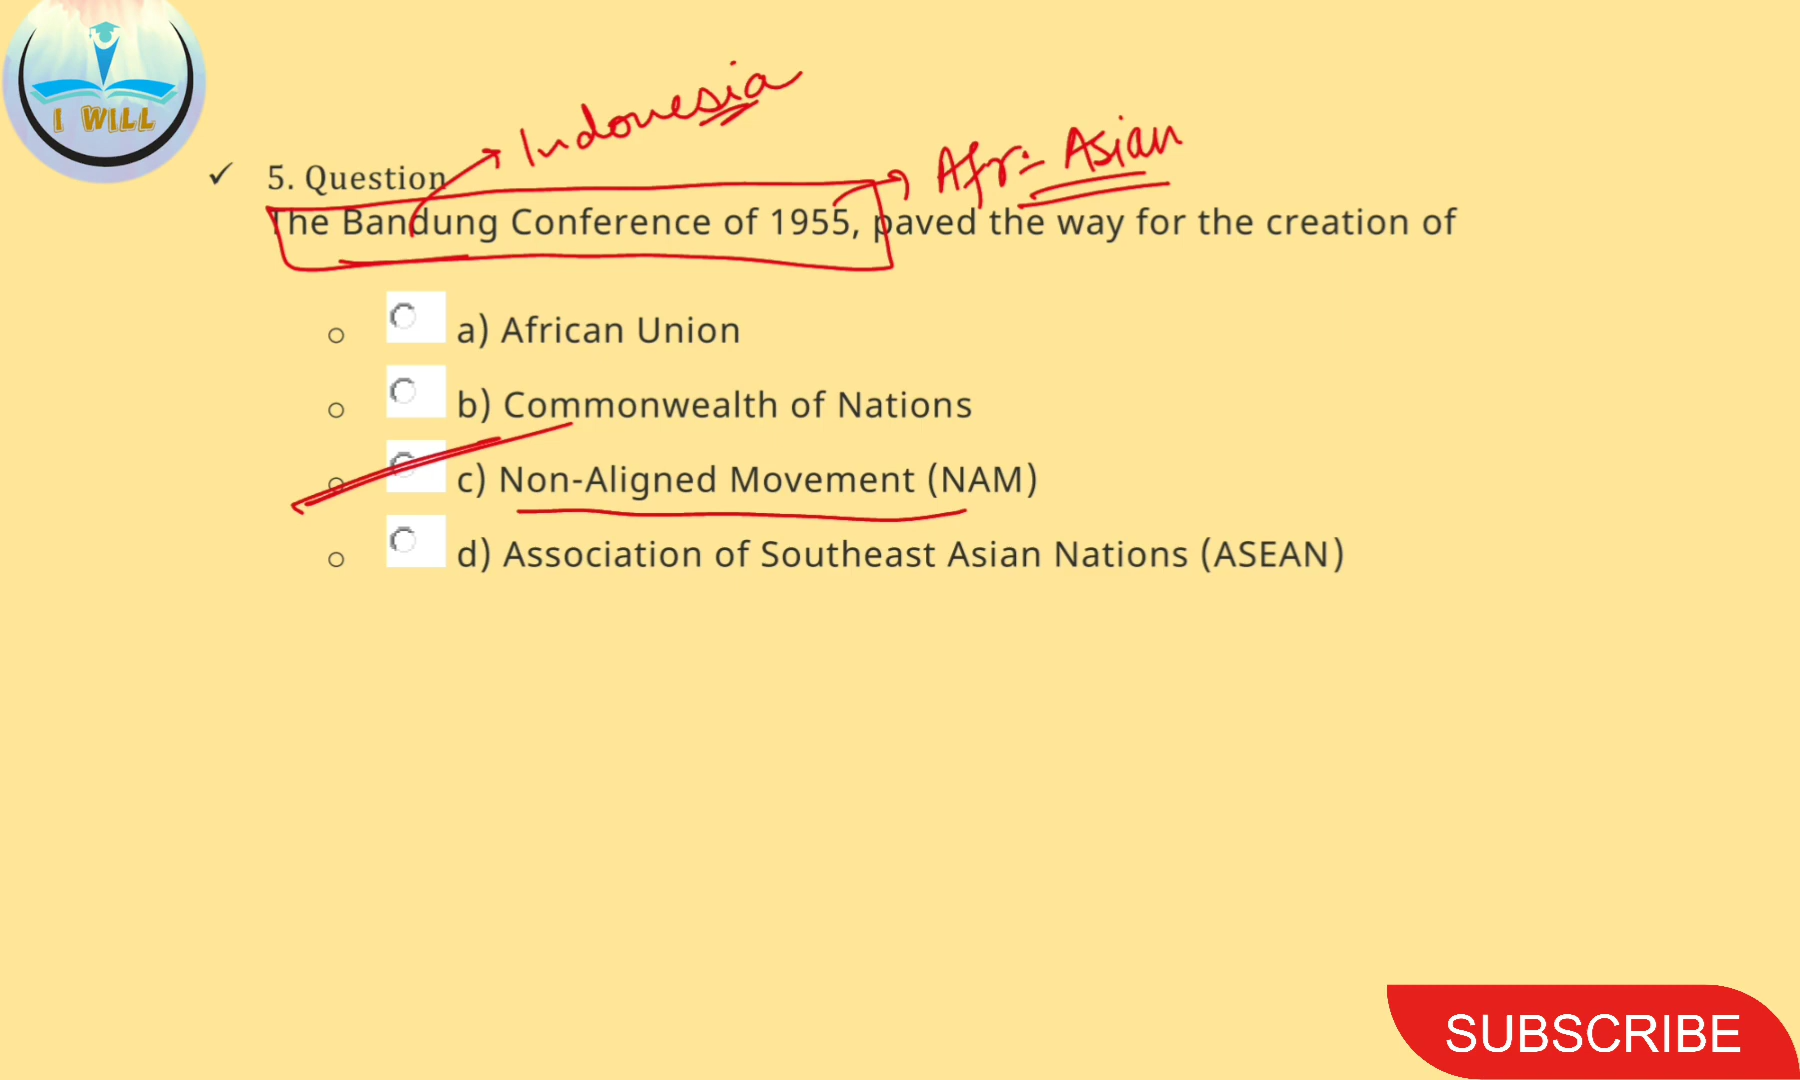 I WILL
Indonesia
Afr- Asian
✓ 5. Question
The Bandung Conference of 1955, paved the way for the creation of
a) African Union
b) Commonwealth of Nations
c) Non-Aligned Movement (NAM)
d) Association of Southeast Asian Nations (ASEAN)
SUBSCRIBE